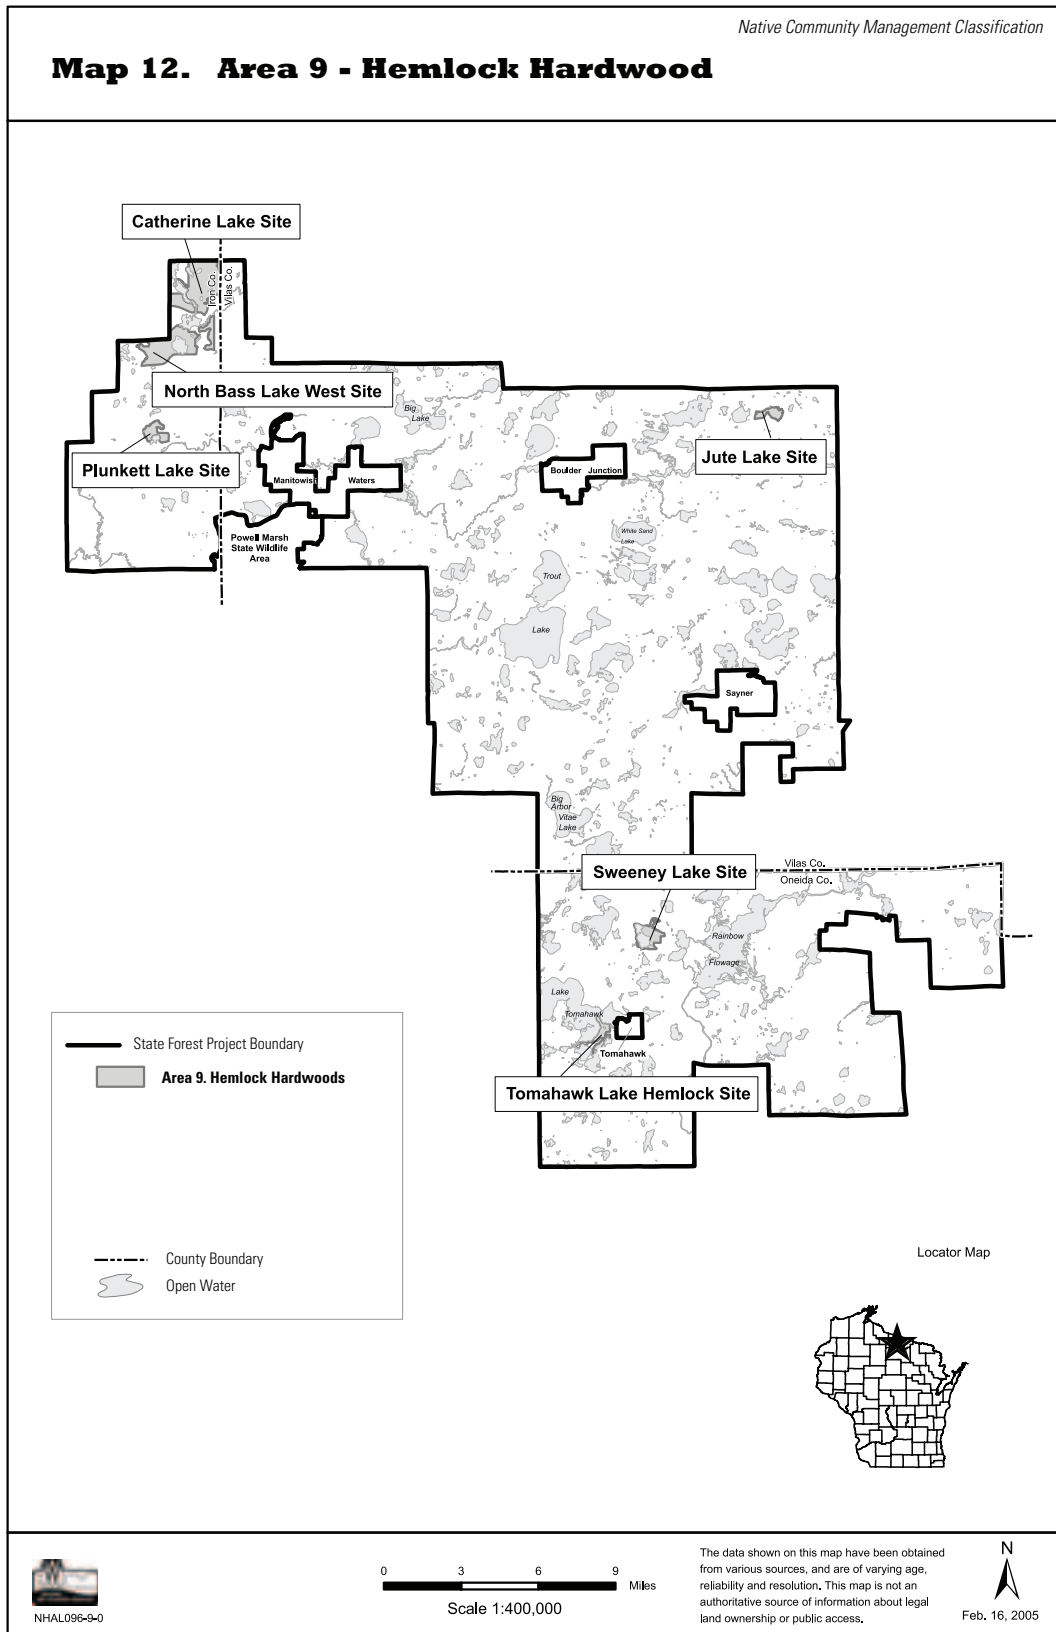 Native Community Management Classification
Map 12. Area 9 - Hemlock Hardwood
Catherine Lake Site
Iron Co.
Vilas Co.
North Bass Lake West Site
Big
Lake
Plunkett Lake Site
Jute Lake Site
Manitowish Waters
Boulder Junction
Powell Marsh
State Wildlife
Area
White Sand
Lake
Trout
Lake
Sayner
Big
Arbor
Vitae
Lake
Vilas Co.
Oneida Co.
Sweeney Lake Site
Rainbow
Flowage
Lake
Tomahawk
Tomahawk
Tomahawk Lake Hemlock Site
State Forest Project Boundary
Area 9. Hemlock Hardwoods
County Boundary
Open Water
Locator Map
NHAL096-9-0
0 3 6 9
Miles
Scale 1:400,000
The data shown on this map have been obtained
from various sources, and are of varying age,
reliability and resolution. This map is not an
authoritative source of information about legal
land ownership or public access.
N
Feb. 16, 2005